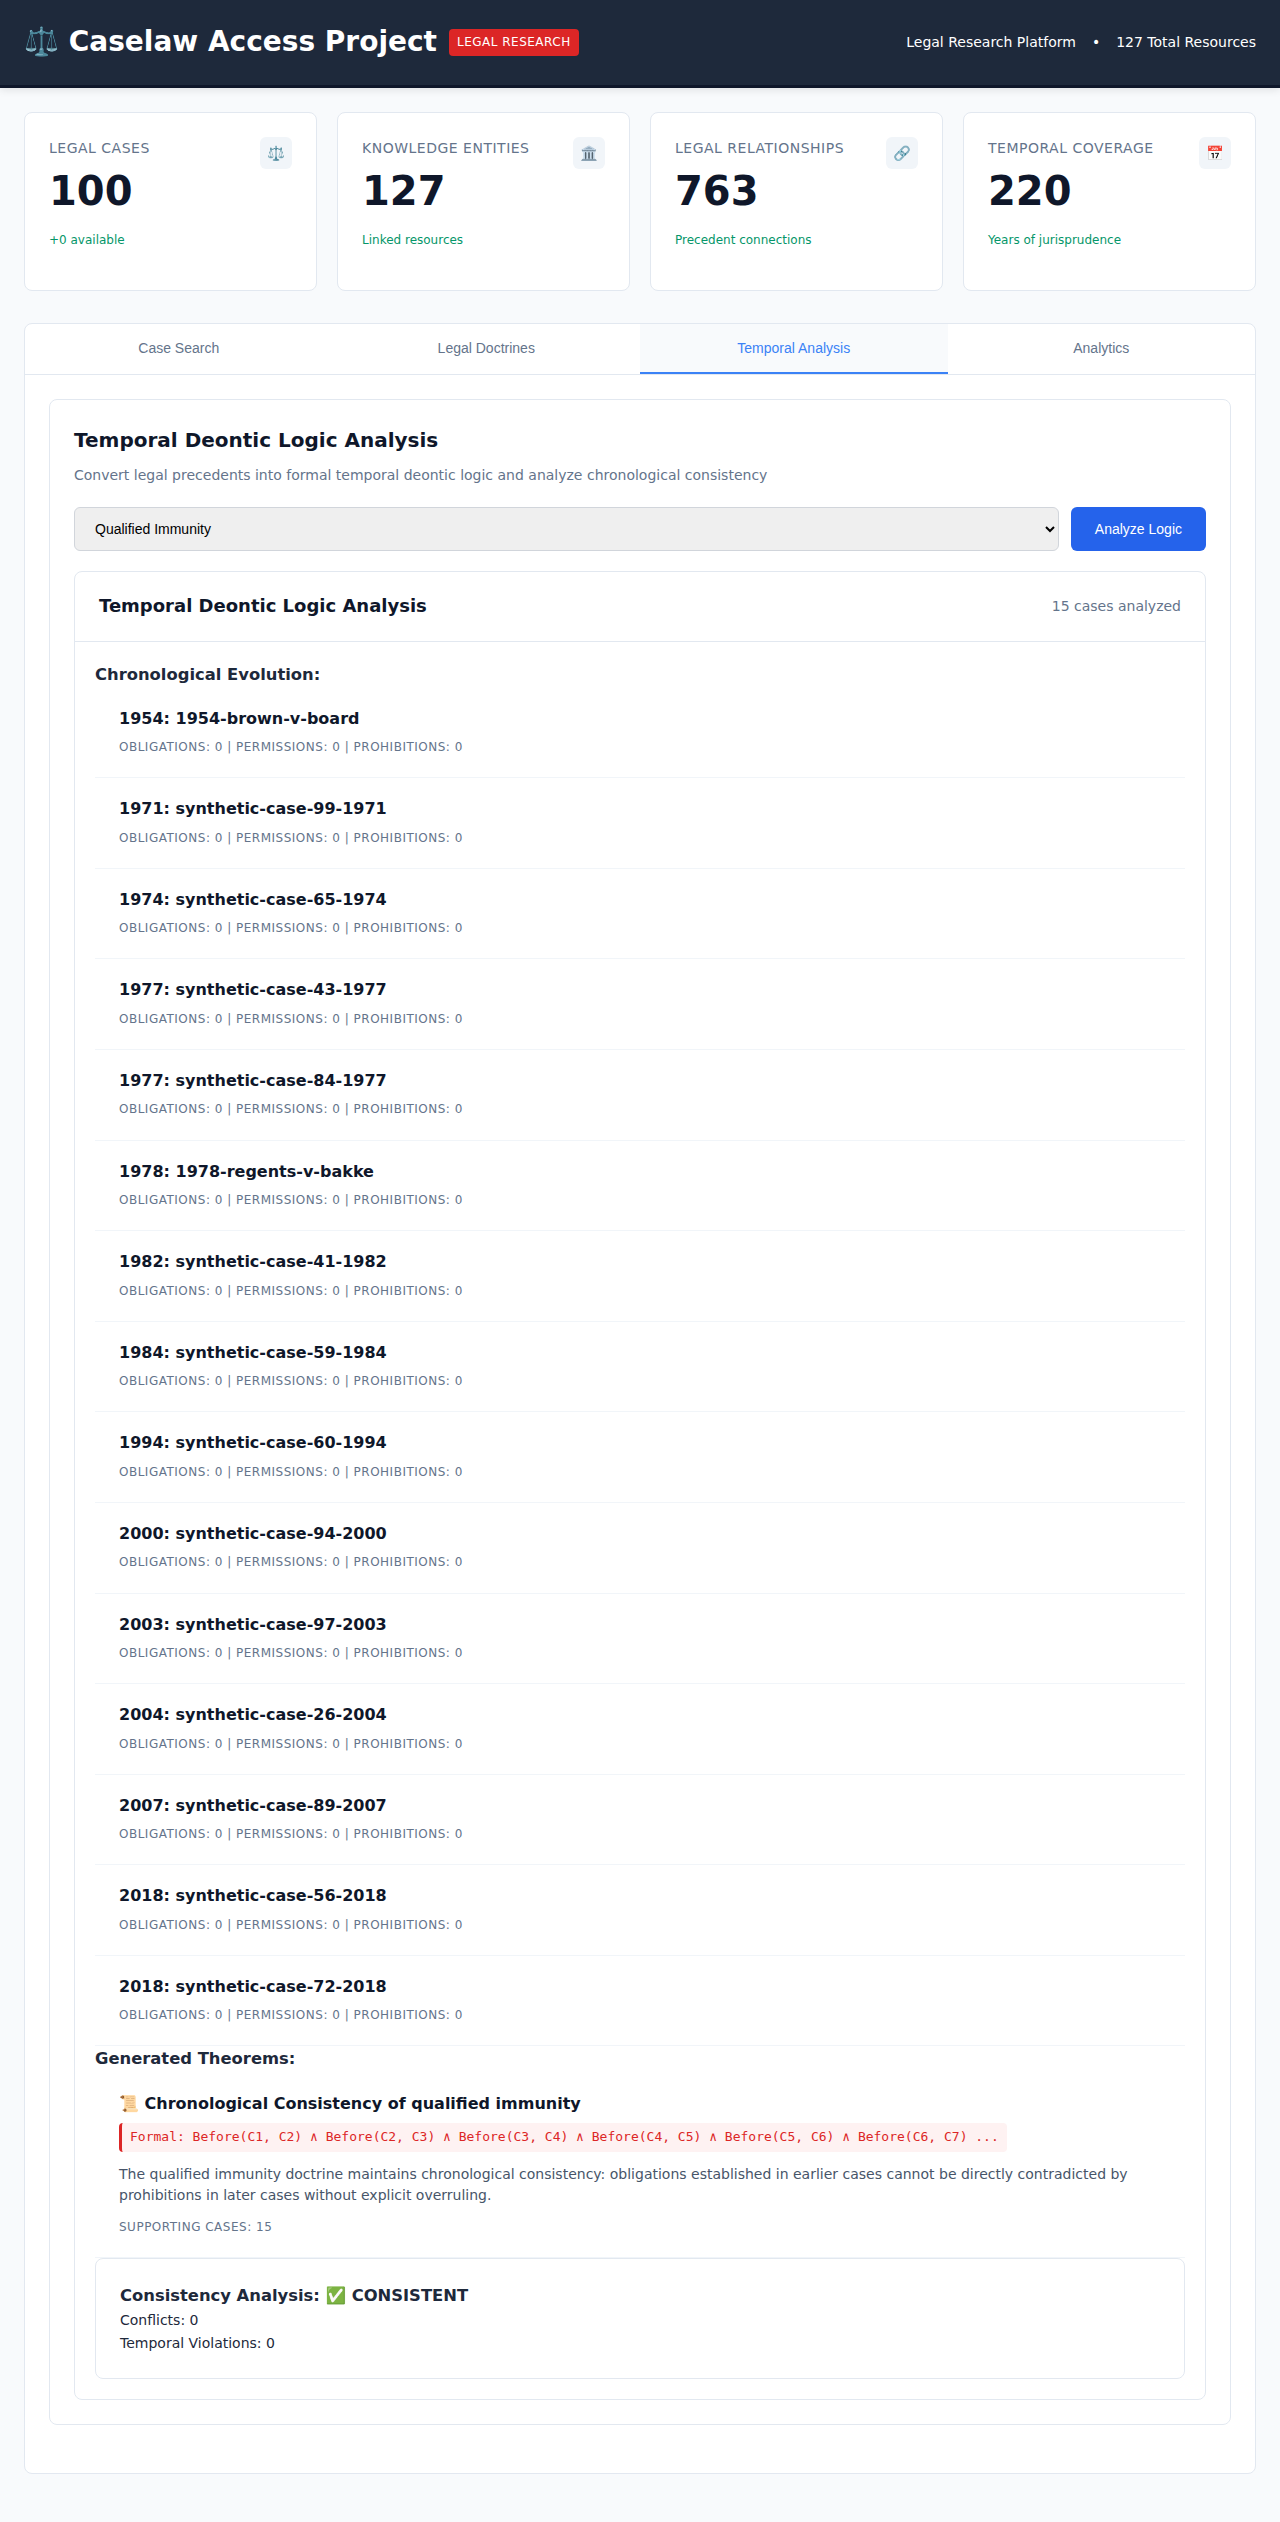 ⚖️ Caselaw Access Project LEGAL RESEARCH
Legal Research Platform • 127 Total Resources
LEGAL CASES
100
+0 available
KNOWLEDGE ENTITIES
127
Linked resources
LEGAL RELATIONSHIPS
763
Precedent connections
TEMPORAL COVERAGE
220
Years of jurisprudence
Case Search
Legal Doctrines
Temporal Analysis
Analytics
Temporal Deontic Logic Analysis
Convert legal precedents into formal temporal deontic logic and analyze chronological consistency
Qualified Immunity
Analyze Logic
Temporal Deontic Logic Analysis
15 cases analyzed
Chronological Evolution:
1954: 1954-brown-v-board
OBLIGATIONS: 0 | PERMISSIONS: 0 | PROHIBITIONS: 0
1971: synthetic-case-99-1971
OBLIGATIONS: 0 | PERMISSIONS: 0 | PROHIBITIONS: 0
1974: synthetic-case-65-1974
OBLIGATIONS: 0 | PERMISSIONS: 0 | PROHIBITIONS: 0
1977: synthetic-case-43-1977
OBLIGATIONS: 0 | PERMISSIONS: 0 | PROHIBITIONS: 0
1977: synthetic-case-84-1977
OBLIGATIONS: 0 | PERMISSIONS: 0 | PROHIBITIONS: 0
1978: 1978-regents-v-bakke
OBLIGATIONS: 0 | PERMISSIONS: 0 | PROHIBITIONS: 0
1982: synthetic-case-41-1982
OBLIGATIONS: 0 | PERMISSIONS: 0 | PROHIBITIONS: 0
1984: synthetic-case-59-1984
OBLIGATIONS: 0 | PERMISSIONS: 0 | PROHIBITIONS: 0
1994: synthetic-case-60-1994
OBLIGATIONS: 0 | PERMISSIONS: 0 | PROHIBITIONS: 0
2000: synthetic-case-94-2000
OBLIGATIONS: 0 | PERMISSIONS: 0 | PROHIBITIONS: 0
2003: synthetic-case-97-2003
OBLIGATIONS: 0 | PERMISSIONS: 0 | PROHIBITIONS: 0
2004: synthetic-case-26-2004
OBLIGATIONS: 0 | PERMISSIONS: 0 | PROHIBITIONS: 0
2007: synthetic-case-89-2007
OBLIGATIONS: 0 | PERMISSIONS: 0 | PROHIBITIONS: 0
2018: synthetic-case-56-2018
OBLIGATIONS: 0 | PERMISSIONS: 0 | PROHIBITIONS: 0
2018: synthetic-case-72-2018
OBLIGATIONS: 0 | PERMISSIONS: 0 | PROHIBITIONS: 0
Generated Theorems:
📜 Chronological Consistency of qualified immunity
Formal: Before(C1, C2) ∧ Before(C2, C3) ∧ Before(C3, C4) ∧ Before(C4, C5) ∧ Before(C5, C6) ∧ Before(C6, C7) ...
The qualified immunity doctrine maintains chronological consistency: obligations established in earlier cases cannot be directly contradicted by
prohibitions in later cases without explicit overruling.
SUPPORTING CASES: 15
Consistency Analysis: ✅ CONSISTENT
Conflicts: 0
Temporal Violations: 0